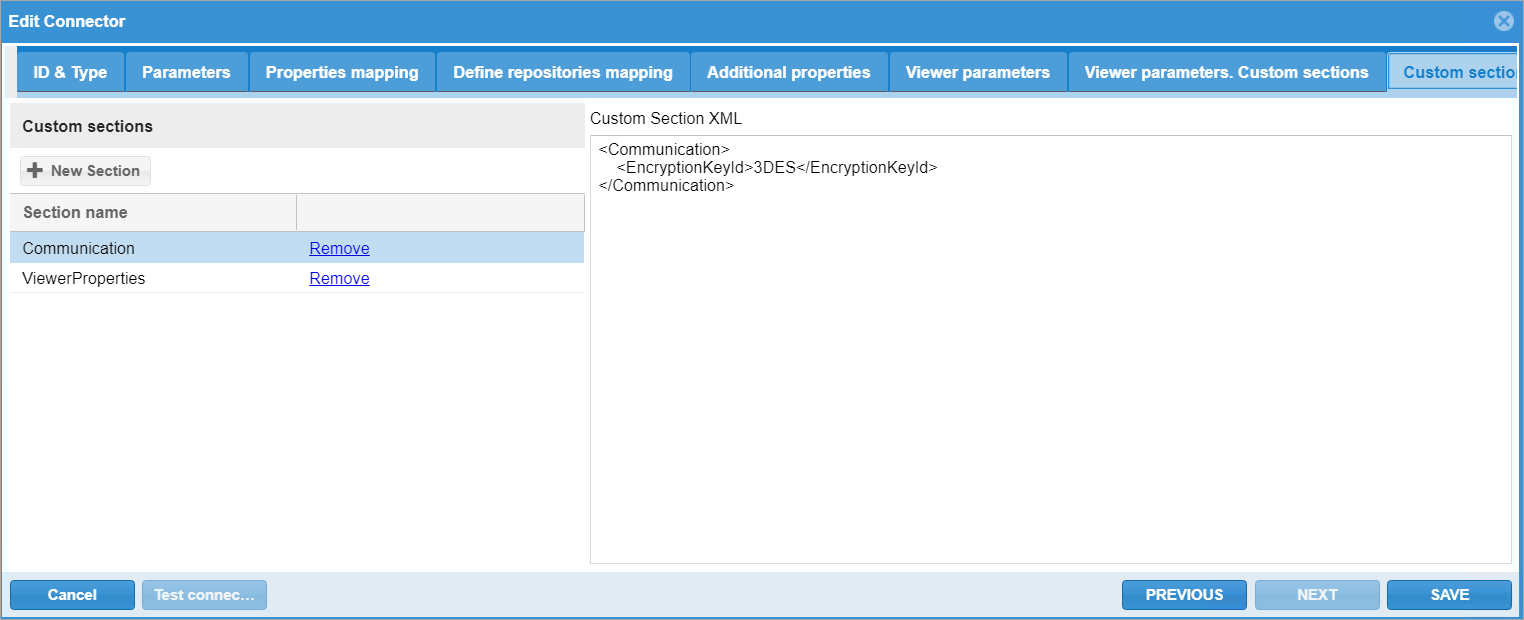 Edit Connector
ID & Type Parameters Properties mapping Define repositories mapping Additional properties Viewer parameters Viewer parameters. Custom sections Custom sectio
Custom sections
New Section
Section name
Communication Remove
ViewerProperties Remove
Custom Section XML
<Communication>
<EncryptionKeyId>3DES</EncryptionKeyId>
</Communication>
Cancel Test connec... PREVIOUS NEXT SAVE